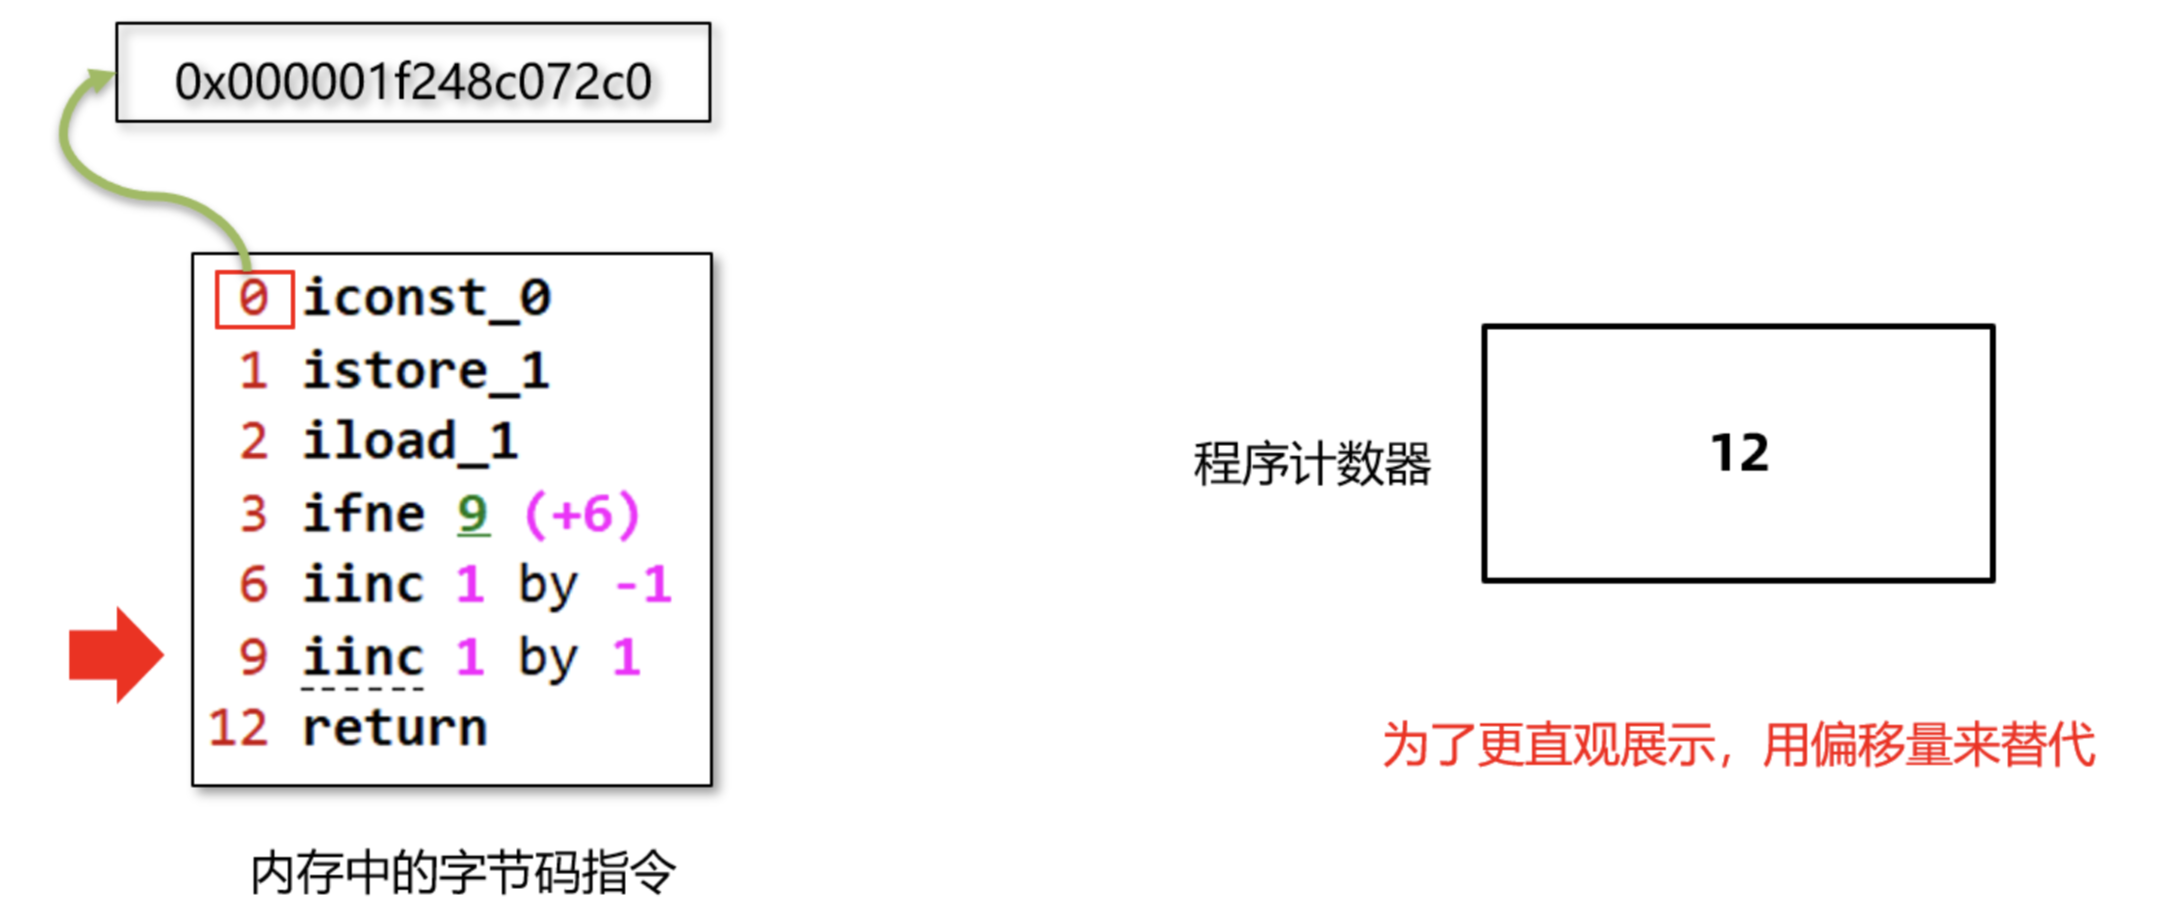 0x000001f248c072c0
0 iconst_0
1 istore_1
2 iload_1
3 ifne 9 (+6)
6 iinc 1 by -1
9 iinc 1 by 1
12 return
内存中的字节码指令
程序计数器
12
为了更直观展示，用偏移量来替代